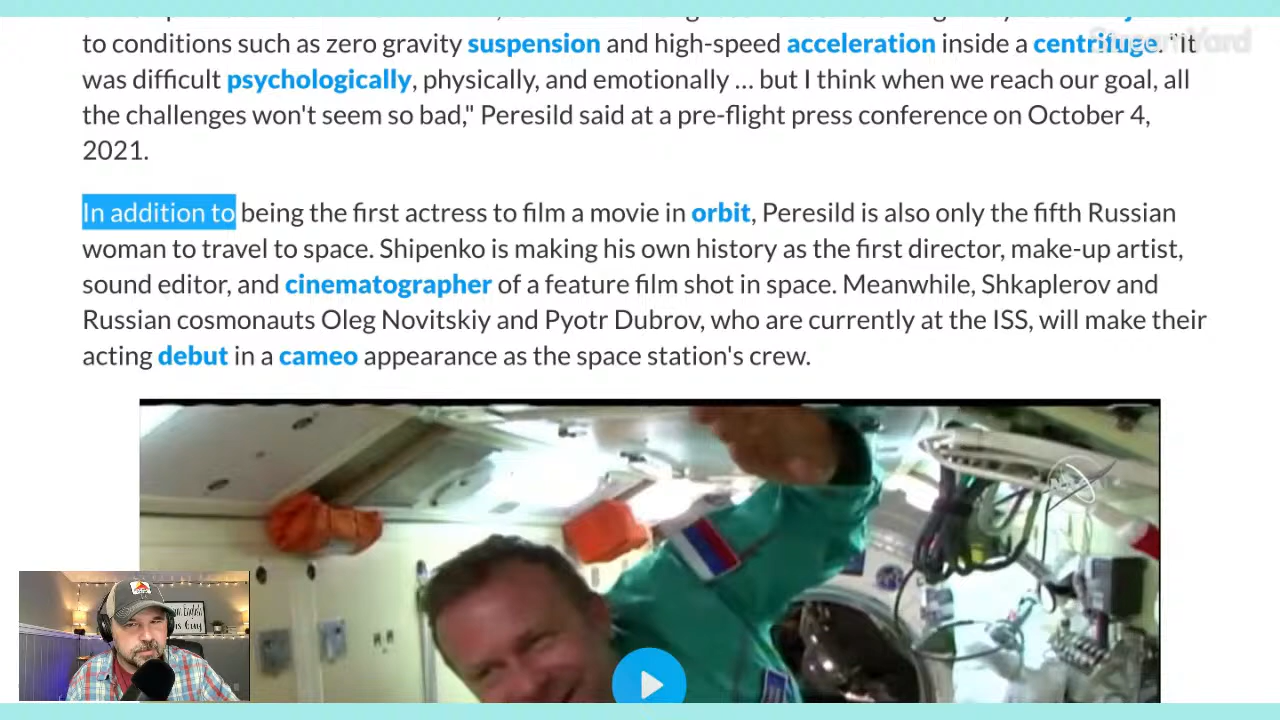 to conditions such as zero gravity suspension and high-speed acceleration inside a centrifuge. "It
was difficult psychologically, physically, and emotionally ... but I think when we reach our goal, all
the challenges won't seem so bad," Peresild said at a pre-flight press conference on October 4,
2021.
In addition to being the first actress to film a movie in orbit, Peresild is also only the fifth Russian
woman to travel to space. Shipenko is making his own history as the first director, make-up artist,
sound editor, and cinematographer of a feature film shot in space. Meanwhile, Shkaplerov and
Russian cosmonauts Oleg Novitskiy and Pyotr Dubrov, who are currently at the ISS, will make their
acting debut in a cameo appearance as the space station's crew.